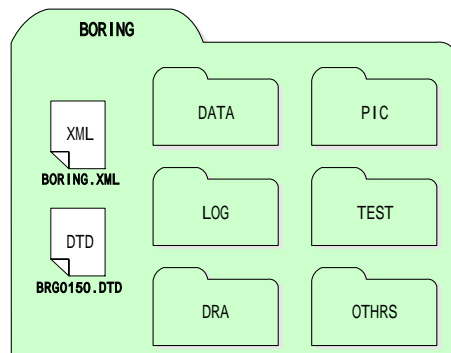 BORING
DATA
PIC
XML
BORING.XML
LOG
TEST
DTD
BRG0150.DTD
DRA
OTHRS